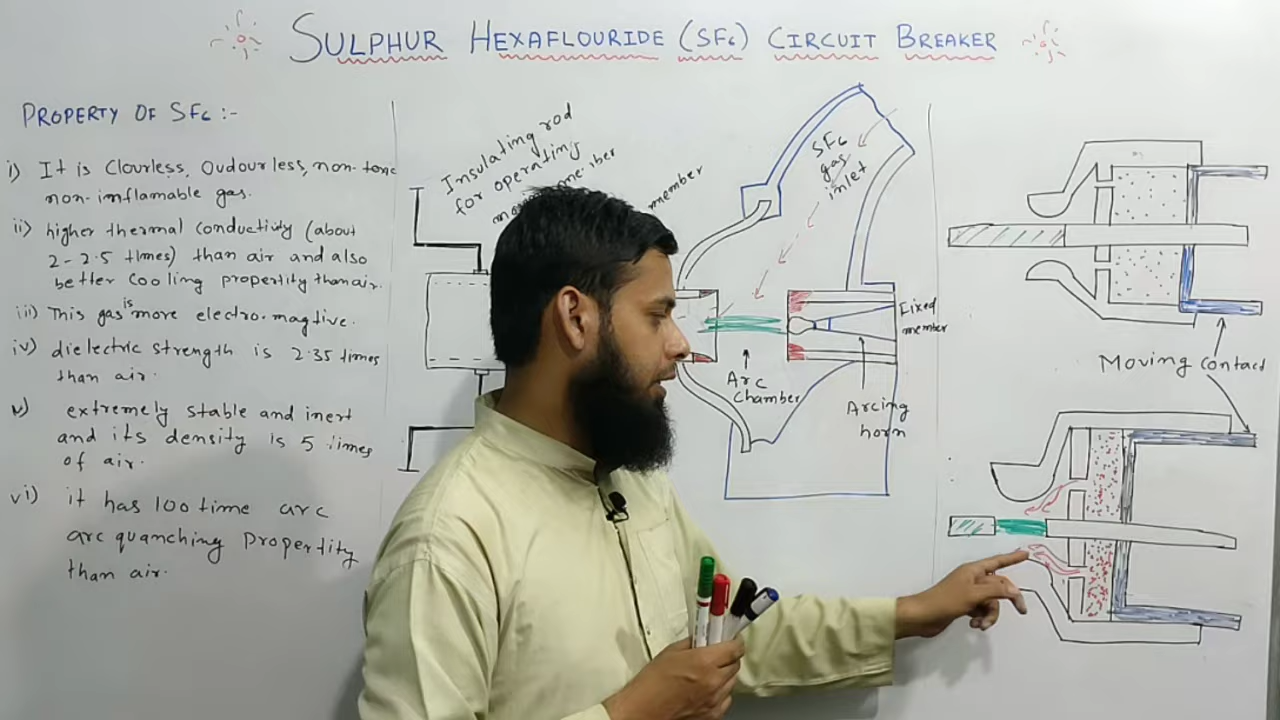 SULPHUR HEXAFLOURIDE (SF6) CIRCUIT BREAKER
PROPERTY OF SF6 :-
i) It is Clourless, Oudourless, non-toxic
non-inflamable gas.
ii) higher thermal conductivity (about
2-2.5 times) than air and also
better cooling propertity than air.
iii) This gas is more electro-magtive.
iv) dielectric strength is 2.35 times
than air.
v) extremely stable and inert
and its density is 5 times
of air.
vi) it has 100 time arc
arc quanching propertity
than air.
Insulating rod
for operating
member
SF6
gas
inlet
Arc
Chamber
Fixed
member
Arcing
horn
Moving Contact